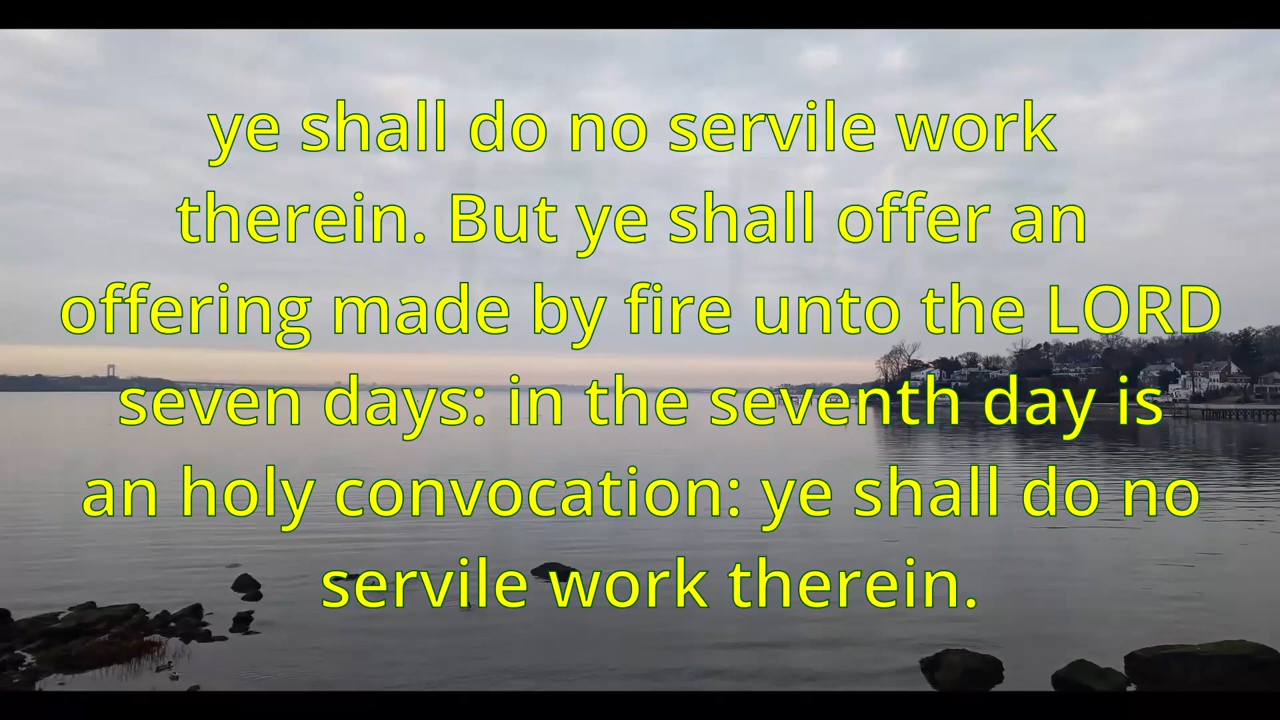 ye shall do no servile work
therein. But ye shall offer an
offering made by fire unto the LORD
seven days: in the seventh day is
an holy convocation: ye shall do no
servile work therein.